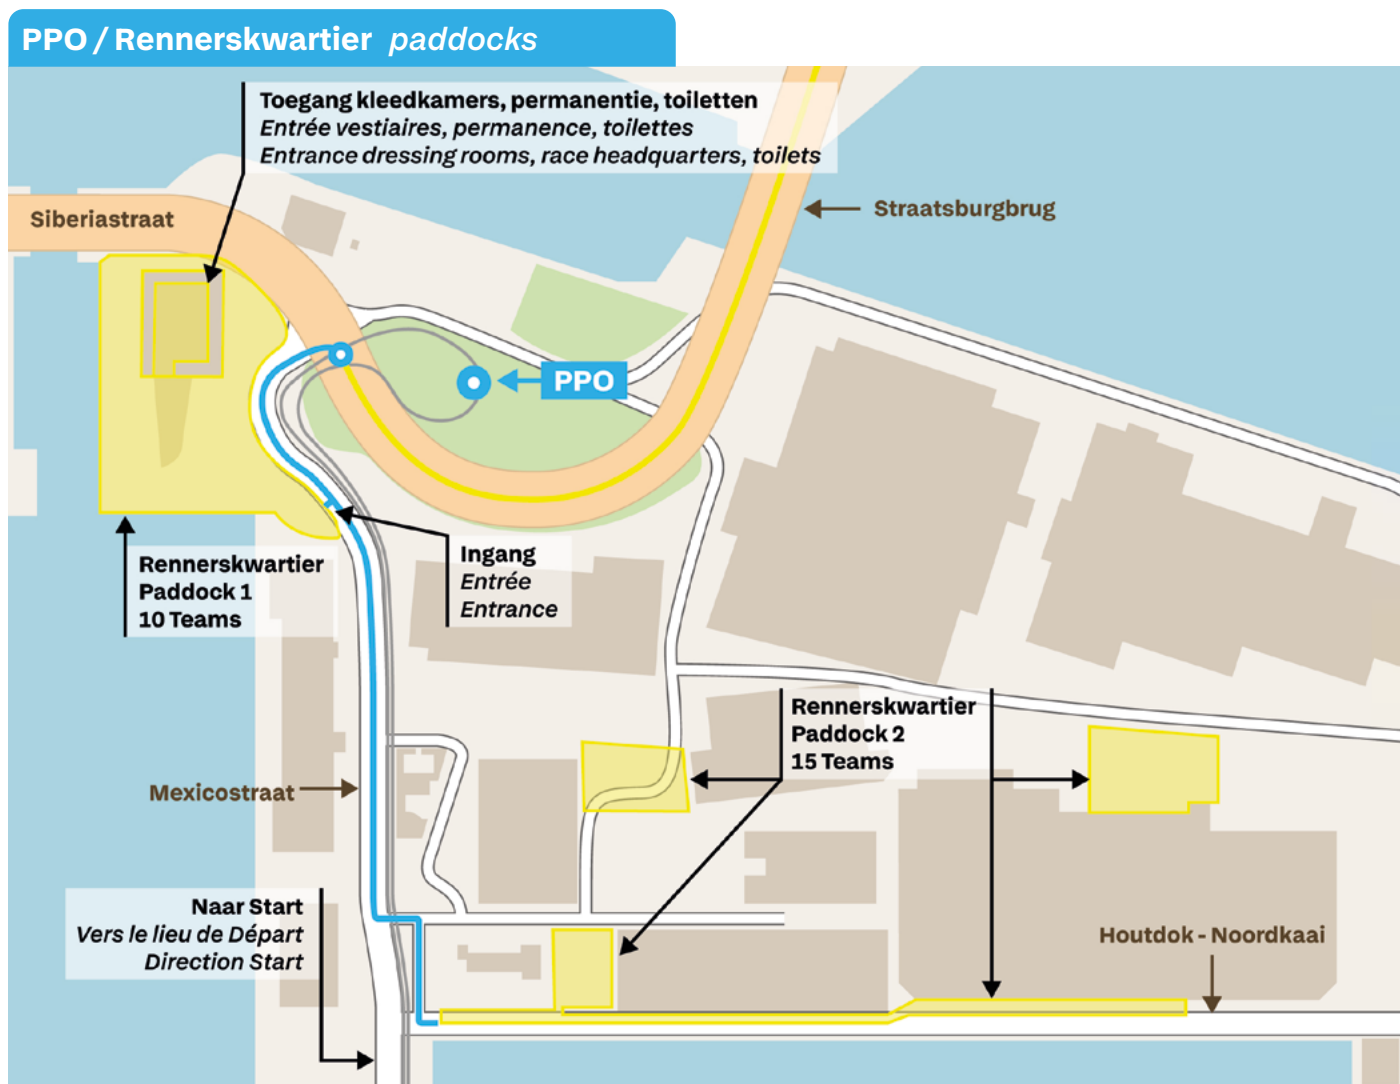 PPO / Rennerskwartier paddocks
Toegang kleedkamers, permanentie, toiletten
Entrée vestiaires, permanence, toilettes
Entrance dressing rooms, race headquarters, toilets
Siberiastraat
Straatsburgbrug
PPO
Ingang
Entrée
Entrance
Rennerskwartier
Paddock 1
10 Teams
Rennerskwartier
Paddock 2
15 Teams
Mexicostraat
Naar Start
Vers le lieu de Départ
Direction Start
Houtdok - Noordkaai